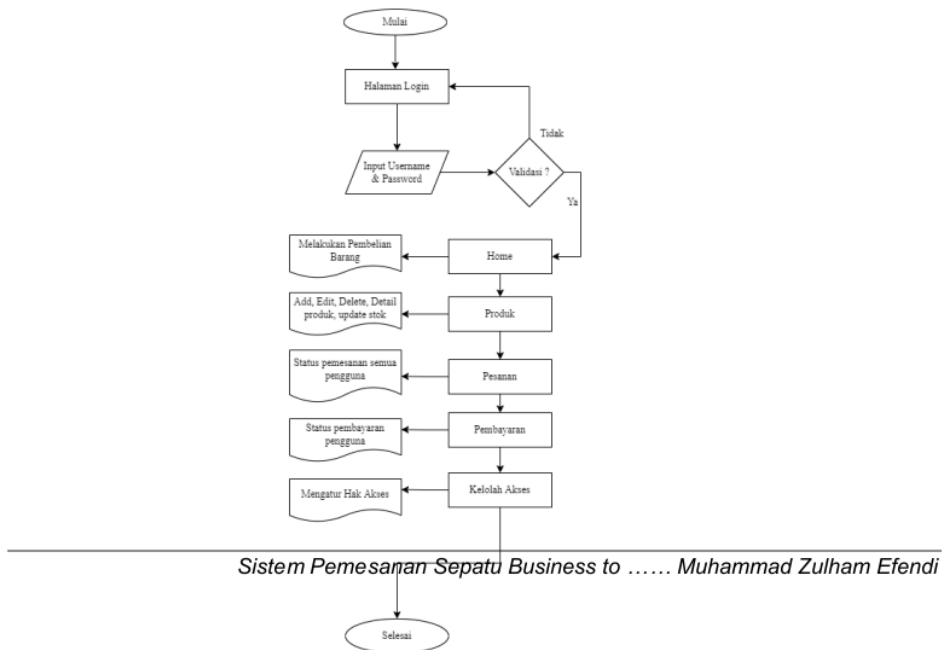 Mulai
Halaman Login
Tidak
Input Username
& Password
Validasi ?
Ya
Melakukan Pembelian
Barang
Home
Add, Edit, Delete, Detail
produk, update stok
Produk
Status pemesanan semua
pengguna
Pesanan
Status pembayaran
pengguna
Pembayaran
Mengatur Hak Akses
Kelolah Akses
Sistem Pemesanan Sepatu Business to …… Muhammad Zulham Efendi
Selesai